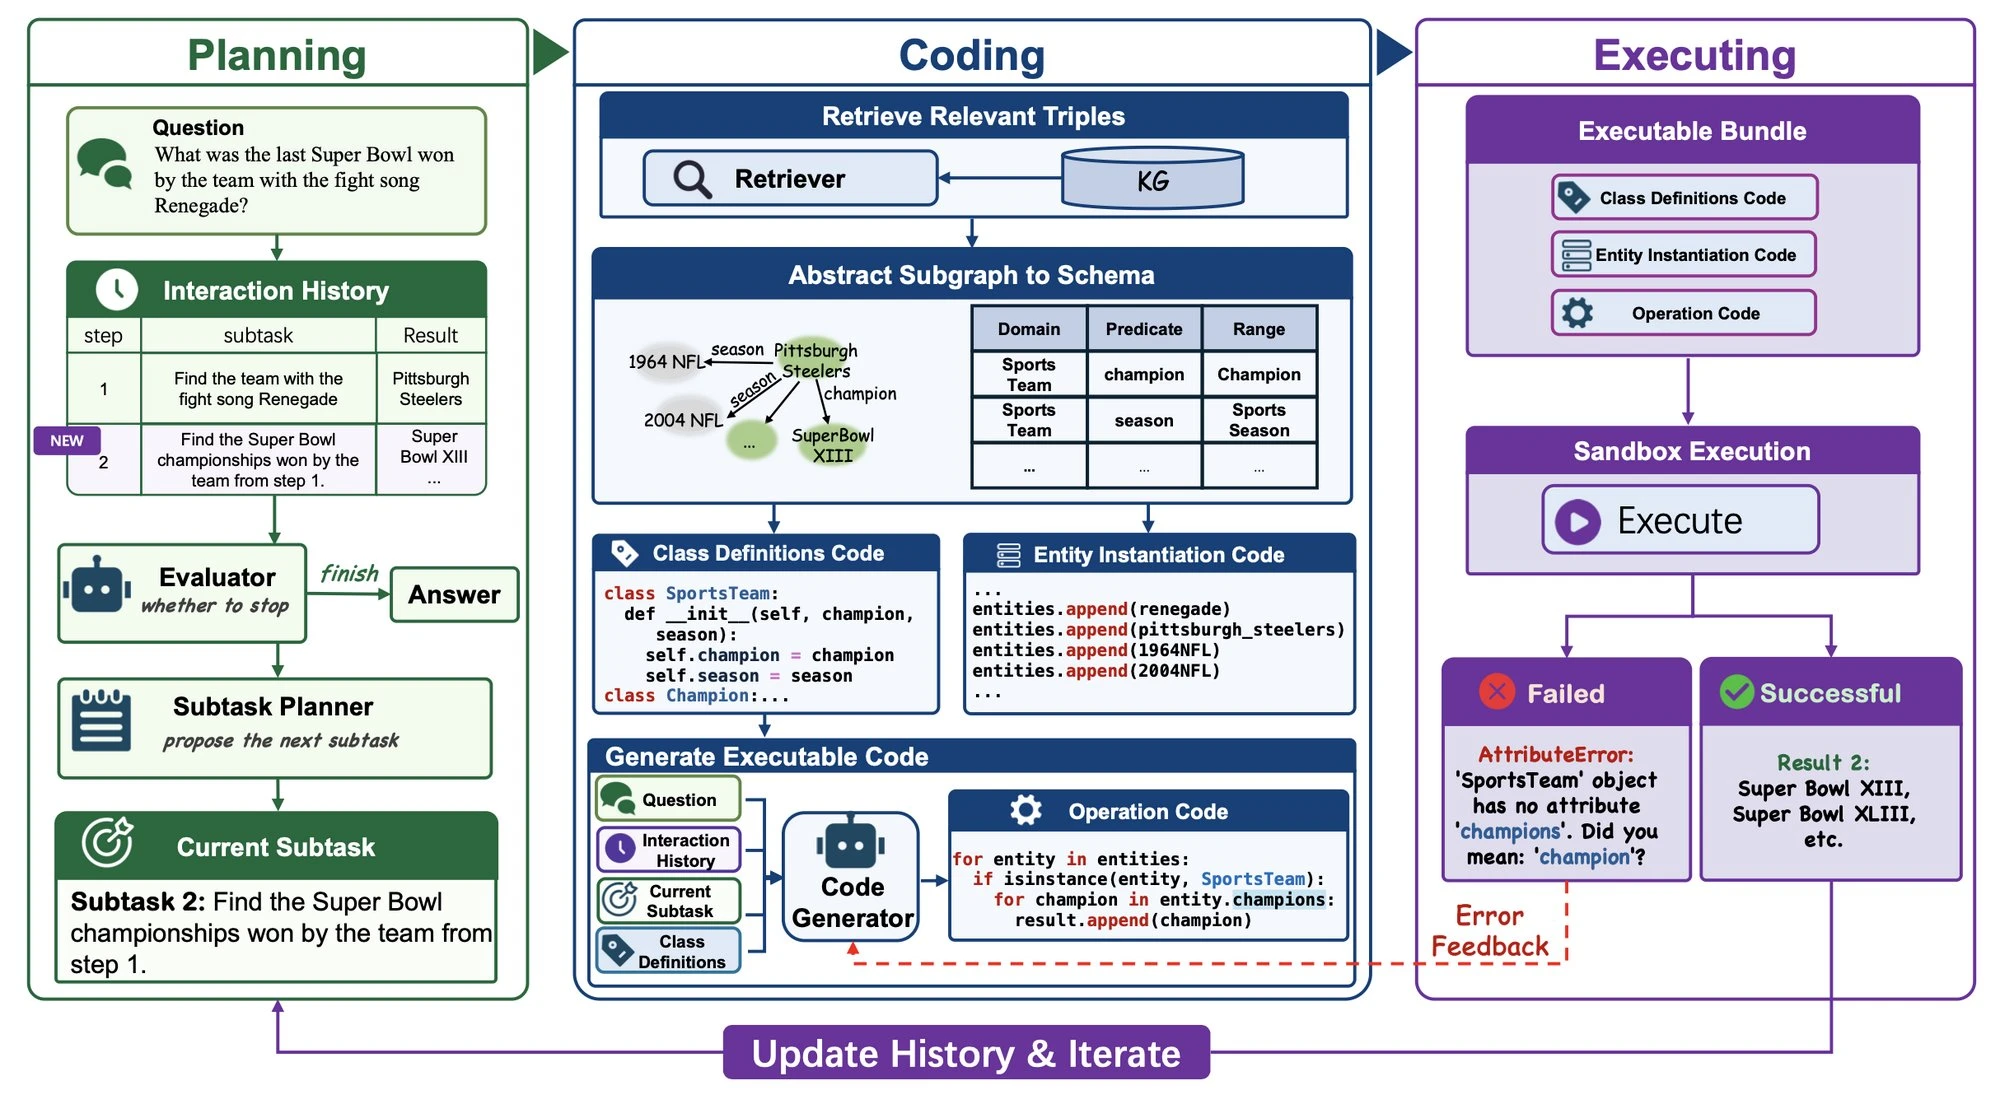 Planning
Question
What was the last Super Bowl won
by the team with the fight song
Renegade?
Interaction History
step subtask Result
1 Find the team with the fight song Renegade Pittsburgh Steelers
NEW
2 Find the Super Bowl championships won by the team from step 1. Super Bowl XIII ...
Evaluator
whether to stop
finish
Answer
Subtask Planner
propose the next subtask
Current Subtask
Subtask 2: Find the Super Bowl
championships won by the team from
step 1.
Coding
Retrieve Relevant Triples
Retriever
KG
Abstract Subgraph to Schema
1964 NFL
season
Pittsburgh
Steelers
season
champion
2004 NFL
...
SuperBowl
XIII
Domain Predicate Range
Sports Team champion Champion
Sports Team season Sports Season
... ... ...
Class Definitions Code
class SportsTeam:
def __init__(self, champion,
season):
self.champion = champion
self.season = season
class Champion:...
Entity Instantiation Code
...
entities.append(renegade)
entities.append(pittsburgh_steelers)
entities.append(1964NFL)
entities.append(2004NFL)
...
Generate Executable Code
Question
Interaction
History
Current
Subtask
Class
Definitions
Code
Generator
Operation Code
for entity in entities:
if isinstance(entity, SportsTeam):
for champion in entity.champions:
result.append(champion)
Executing
Executable Bundle
Class Definitions Code
Entity Instantiation Code
Operation Code
Sandbox Execution
Execute
Failed
AttributeError:
'SportsTeam' object
has no attribute
'champions'. Did you
mean: 'champion'?
Successful
Result 2:
Super Bowl XIII,
Super Bowl XLIII,
etc.
Error
Feedback
Update History & Iterate